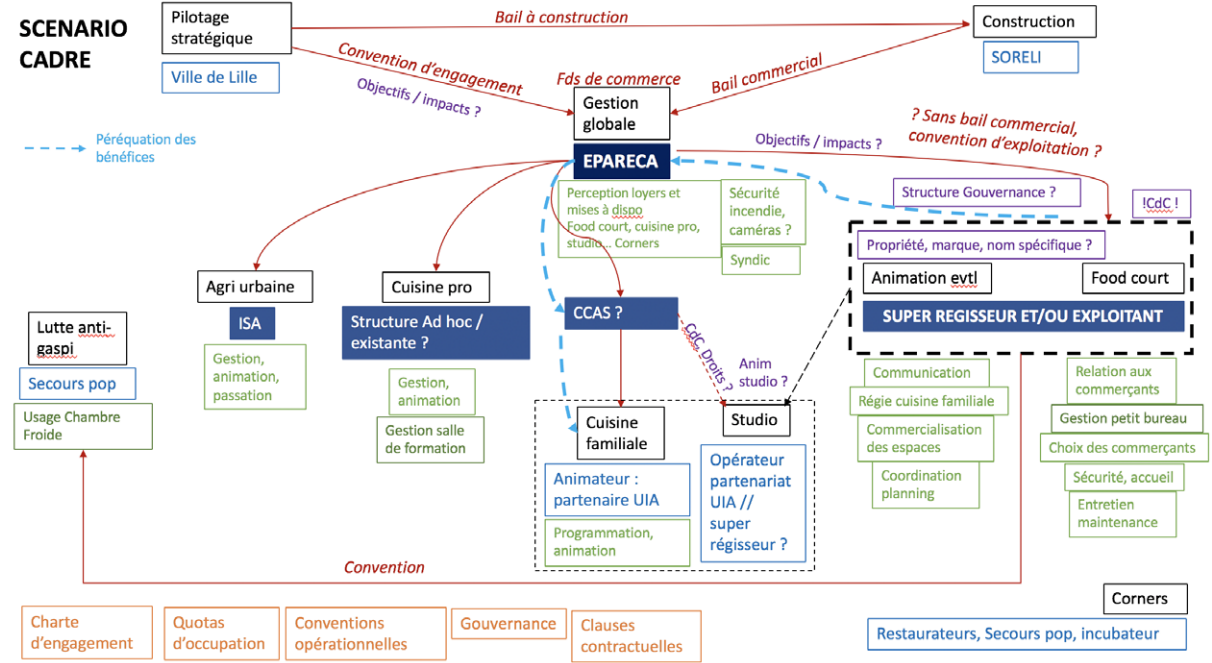 SCENARIO
CADRE
Pilotage
stratégique
Ville de Lille
Bail à construction
Construction
SORELI
Convention d'engagement
Objectifs / impacts ?
Fds de commerce
Bail commercial
Gestion
globale
EPARECA
? Sans bail commercial,
convention d'exploitation ?
Objectifs / impacts ?
Péréquation des
bénéfices
Perception loyers et
mises à dispo
Food court, cuisine pro,
studio... Corners
Sécurité
incendie,
caméras ?
Syndic
Structure Gouvernance ?
!CdC !
Propriété, marque, nom spécifique ?
Animation evtl
Food court
SUPER REGISSEUR ET/OU EXPLOITANT
Agri urbaine
ISA
Gestion,
animation,
passation
Cuisine pro
Structure Ad hoc /
existante ?
Gestion,
animation
Gestion salle
de formation
CCAS ?
CdC, Droits ?
Anim
studio ?
Lutte anti-
gaspi
Secours pop
Usage Chambre
Froide
Cuisine
familiale
Animateur :
partenaire UIA
Programmation,
animation
Studio
Opérateur
partenariat
UIA //
super
régisseur ?
Communication
Régie cuisine familiale
Commercialisation
des espaces
Coordination
planning
Relation aux
commerçants
Gestion petit bureau
Choix des commerçants
Sécurité, accueil
Entretien
maintenance
Convention
Corners
Restaurateurs, Secours pop, incubateur
Charte
d'engagement
Quotas
d'occupation
Conventions
opérationnelles
Gouvernance
Clauses
contractuelles